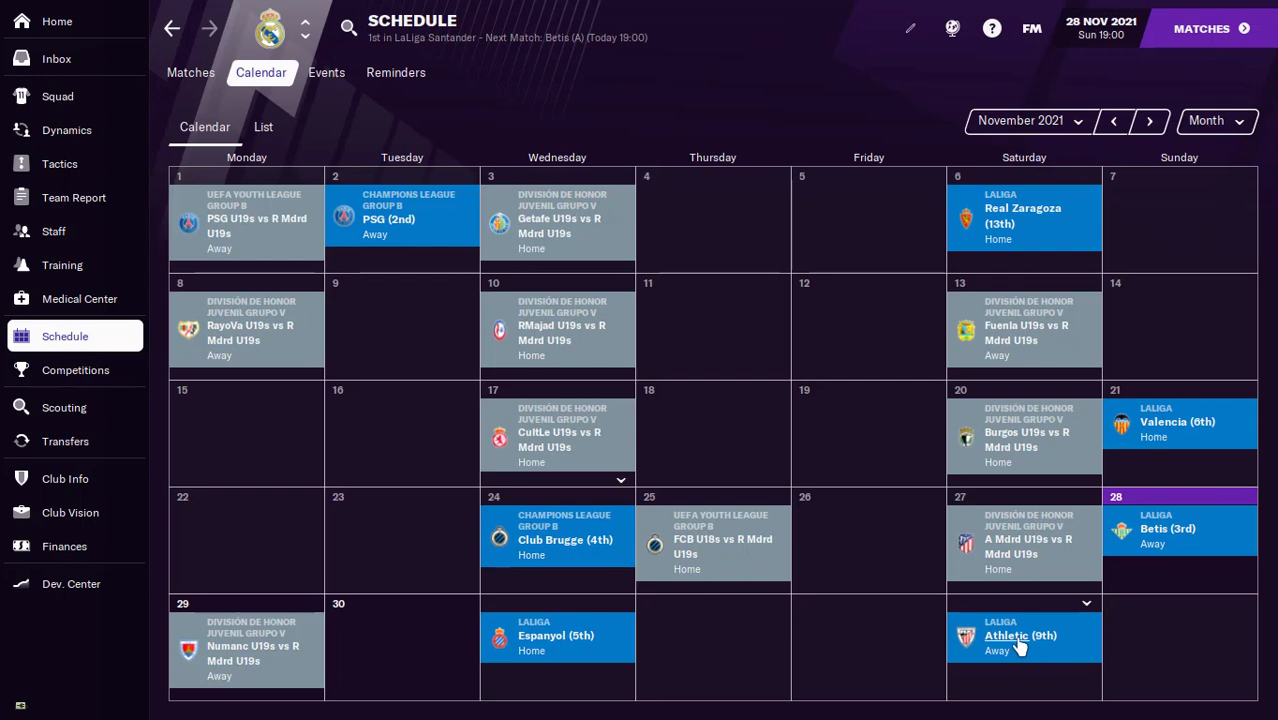 Home
Inbox
Squad
Dynamics
Tactics
Team Report
Staff
Training
Medical Center
Schedule
Competitions
Scouting
Transfers
Club Info
Club Vision
Finances
Dev. Center
SCHEDULE
1st in LaLiga Santander - Next Match: Betis (A) (Today 19:00)
?
FM
28 NOV 2021
Sun 19:00
MATCHES
Matches
Calendar
Events
Reminders
Calendar
List
November 2021
Month
Monday
Tuesday
Wednesday
Thursday
Friday
Saturday
Sunday
1
UEFA YOUTH LEAGUE
GROUP B
PSG U19s vs R Mdrd
U19s
Away
2
CHAMPIONS LEAGUE
GROUP B
PSG (2nd)
Away
3
DIVISIÓN DE HONOR
JUVENIL GRUPO V
Getafe U19s vs R
Mdrd U19s
Home
4
5
6
LALIGA
Real Zaragoza
(13th)
Home
7
8
DIVISIÓN DE HONOR
JUVENIL GRUPO V
RayoVa U19s vs R
Mdrd U19s
Away
9
10
DIVISIÓN DE HONOR
JUVENIL GRUPO V
RMajad U19s vs R
Mdrd U19s
Home
11
12
13
DIVISIÓN DE HONOR
JUVENIL GRUPO V
Fuenla U19s vs R
Mdrd U19s
Away
14
15
16
17
DIVISIÓN DE HONOR
JUVENIL GRUPO V
CultLe U19s vs R
Mdrd U19s
Home
18
19
20
DIVISIÓN DE HONOR
JUVENIL GRUPO V
Burgos U19s vs R
Mdrd U19s
Home
21
LALIGA
Valencia (6th)
Home
22
23
24
CHAMPIONS LEAGUE
GROUP B
Club Brugge (4th)
Home
25
UEFA YOUTH LEAGUE
GROUP B
FCB U18s vs R Mdrd
U19s
Home
26
27
DIVISIÓN DE HONOR
JUVENIL GRUPO V
A Mdrd U19s vs R
Mdrd U19s
Home
28
LALIGA
Betis (3rd)
Away
29
DIVISIÓN DE HONOR
JUVENIL GRUPO V
Numanc U19s vs R
Mdrd U19s
Away
30
LALIGA
Espanyol (5th)
Home
LALIGA
Athletic (9th)
Away